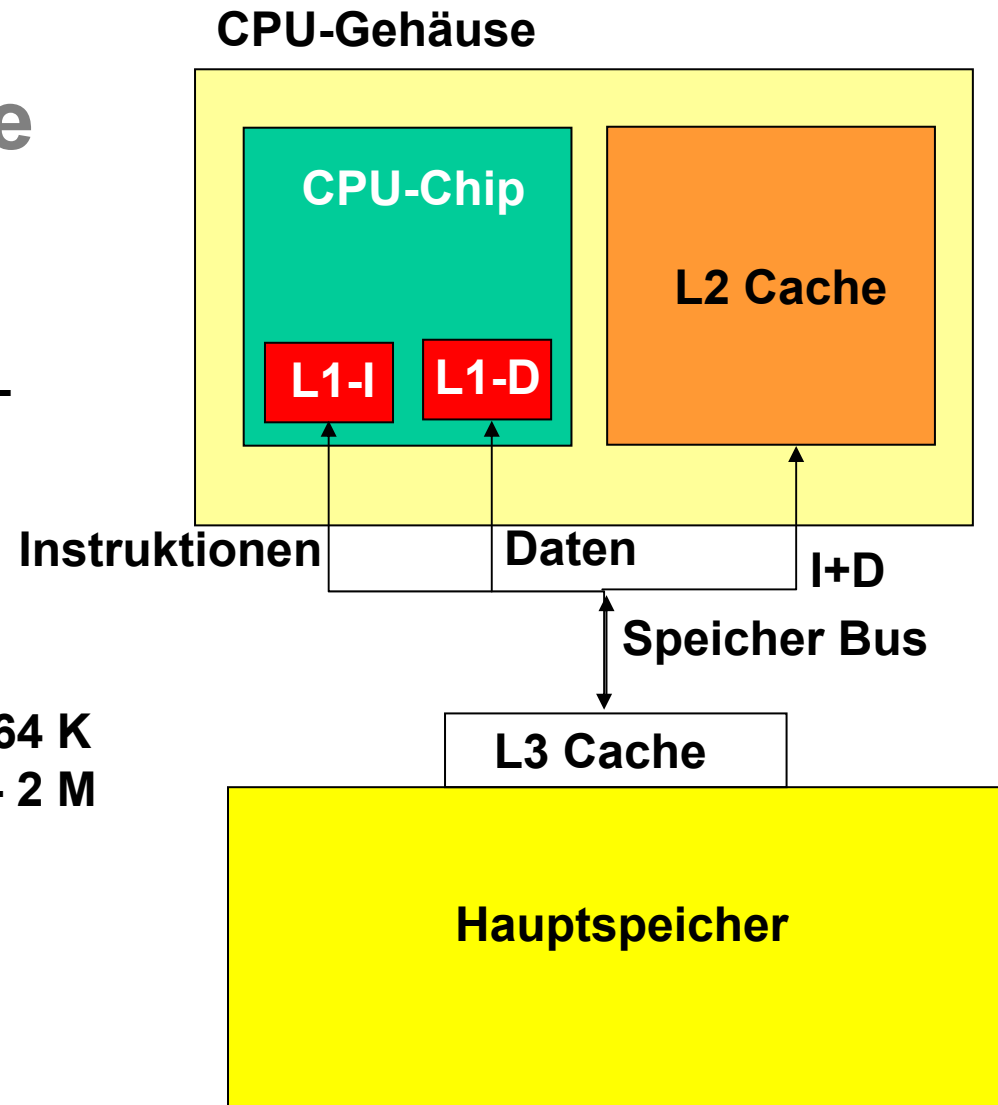 CPU-Gehäuse
e
CPU-Chip
L2 Cache
L1-I
L1-D
-
Instruktionen
Daten
I+D
Speicher Bus
64 K
- 2 M
L3 Cache
Hauptspeicher